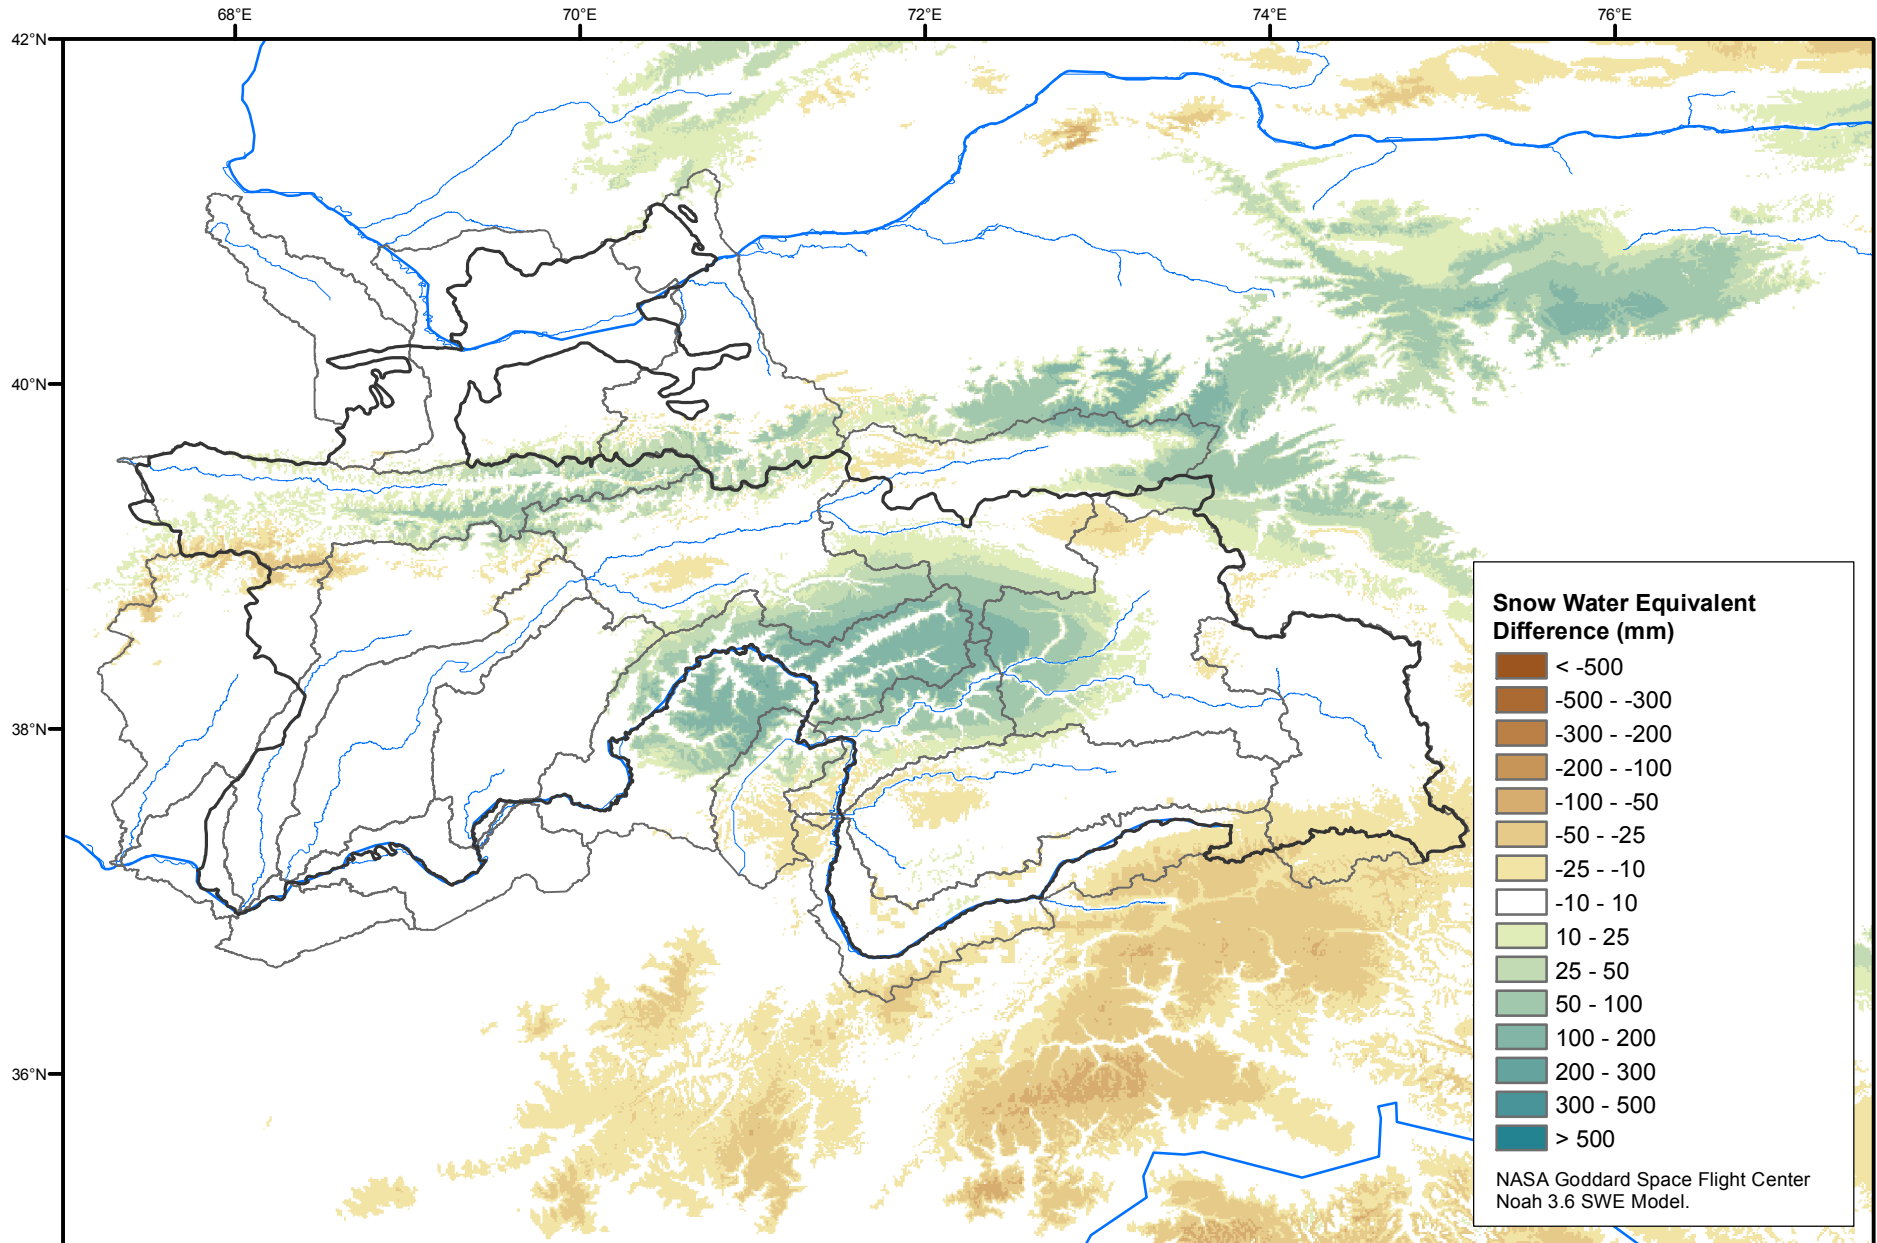 68°E
70°E
72°E
74°E
76°E
42°N
40°N
38°N
36°N
Snow Water Equivalent
Difference (mm)
< -500
-500 - -300
-300 - -200
-200 - -100
-100 - -50
-50 - -25
-25 - -10
-10 - 10
10 - 25
25 - 50
50 - 100
100 - 200
200 - 300
300 - 500
> 500
NASA Goddard Space Flight Center
Noah 3.6 SWE Model.